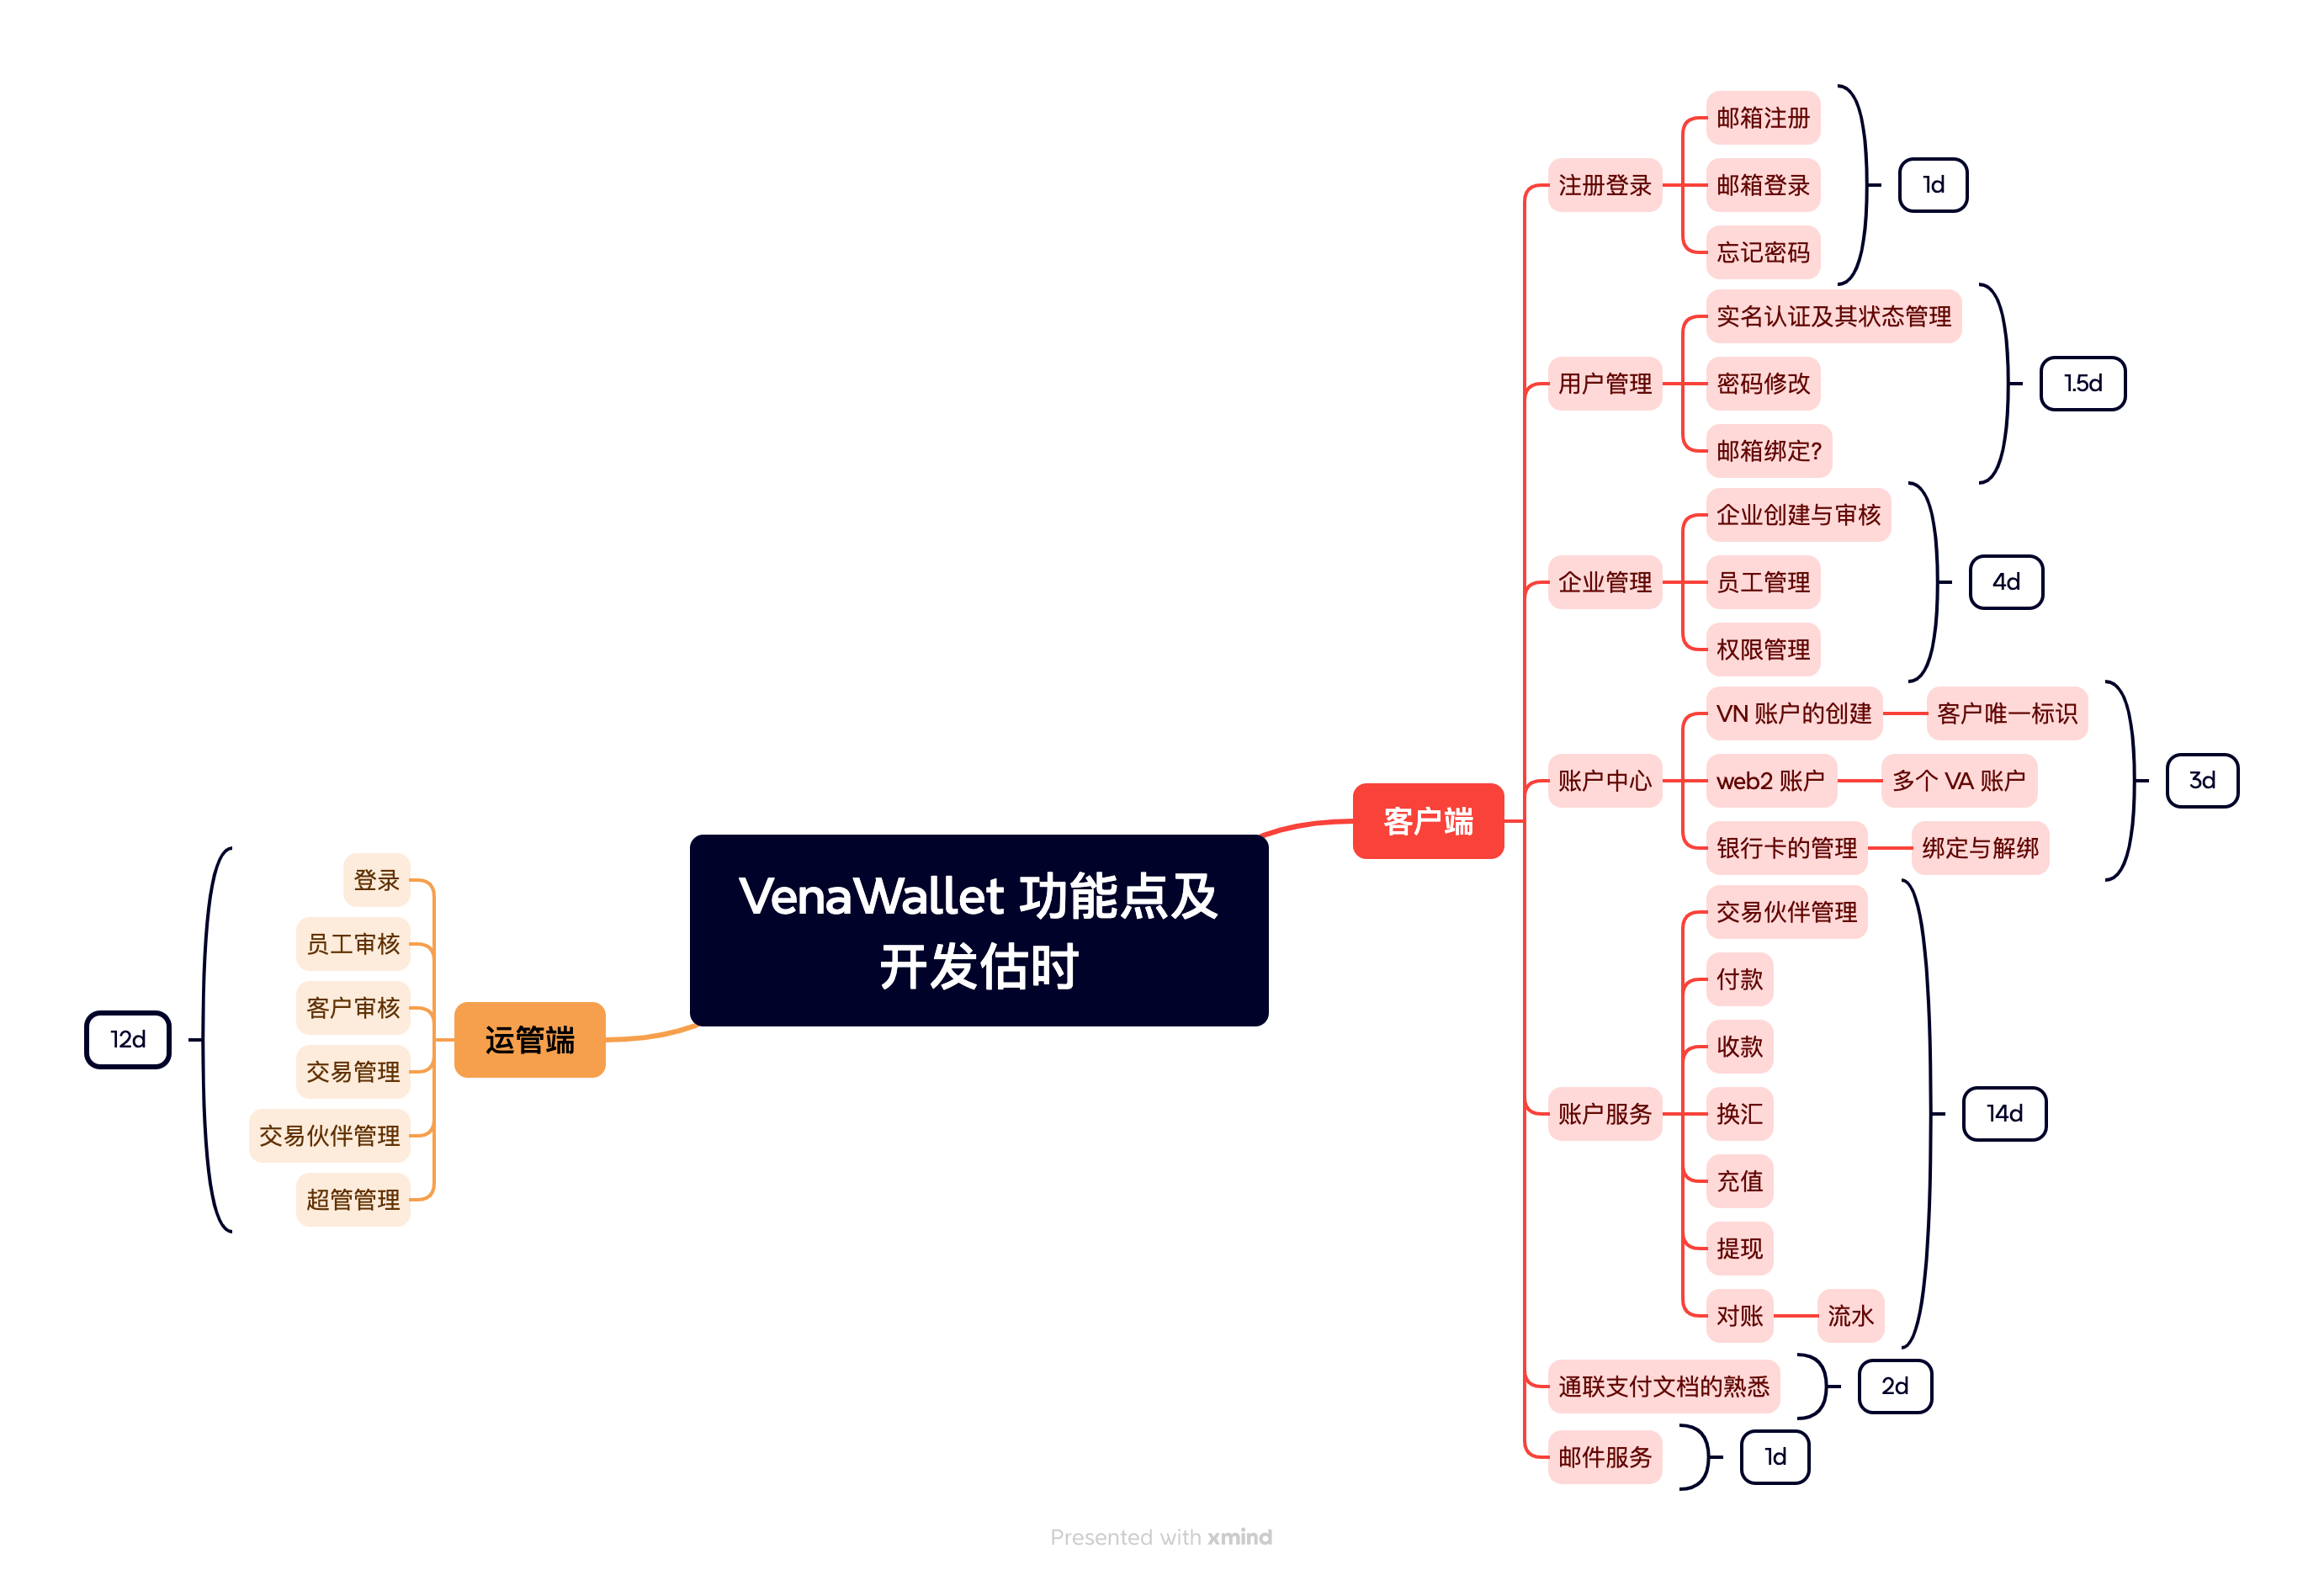 VenaWallet 功能点及
开发估时
客户端
注册登录
邮箱注册
邮箱登录
忘记密码
1d
用户管理
实名认证及其状态管理
密码修改
邮箱绑定?
1.5d
企业管理
企业创建与审核
员工管理
权限管理
4d
账户中心
VN 账户的创建
客户唯一标识
web2 账户
多个 VA 账户
银行卡的管理
绑定与解绑
3d
账户服务
交易伙伴管理
付款
收款
换汇
充值
提现
对账
流水
14d
通联支付文档的熟悉
2d
邮件服务
1d
运管端
登录
员工审核
客户审核
交易管理
交易伙伴管理
超管管理
12d
Presented with xmind